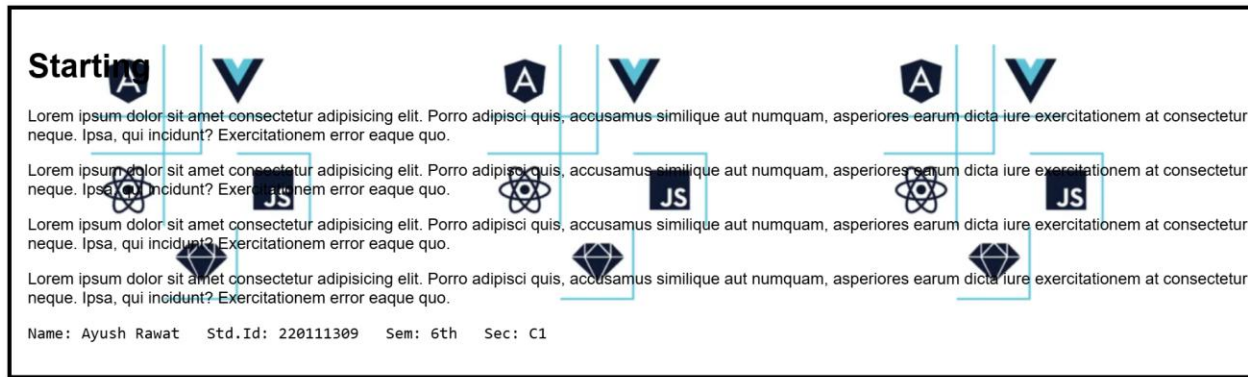 Starting
Lorem ipsum dolor sit amet consectetur adipisicing elit. Porro adipisci quis, accusamus similique aut numquam, asperiores earum dicta iure exercitationem at consectetur
neque. Ipsa, qui incidunt? Exercitationem error eaque quo.
Lorem ipsum dolor sit amet consectetur adipisicing elit. Porro adipisci quis, accusamus similique aut numquam, asperiores earum dicta iure exercitationem at consectetur
neque. Ipsa, qui incidunt? Exercitationem error eaque quo.
Lorem ipsum dolor sit amet consectetur adipisicing elit. Porro adipisci quis, accusamus similique aut numquam, asperiores earum dicta iure exercitationem at consectetur
neque. Ipsa, qui incidunt? Exercitationem error eaque quo.
Lorem ipsum dolor sit amet consectetur adipisicing elit. Porro adipisci quis, accusamus similique aut numquam, asperiores earum dicta iure exercitationem at consectetur
neque. Ipsa, qui incidunt? Exercitationem error eaque quo.
Name: Ayush Rawat   Std.Id: 220111309   Sem: 6th   Sec: C1
A
A
A
JS
JS
JS